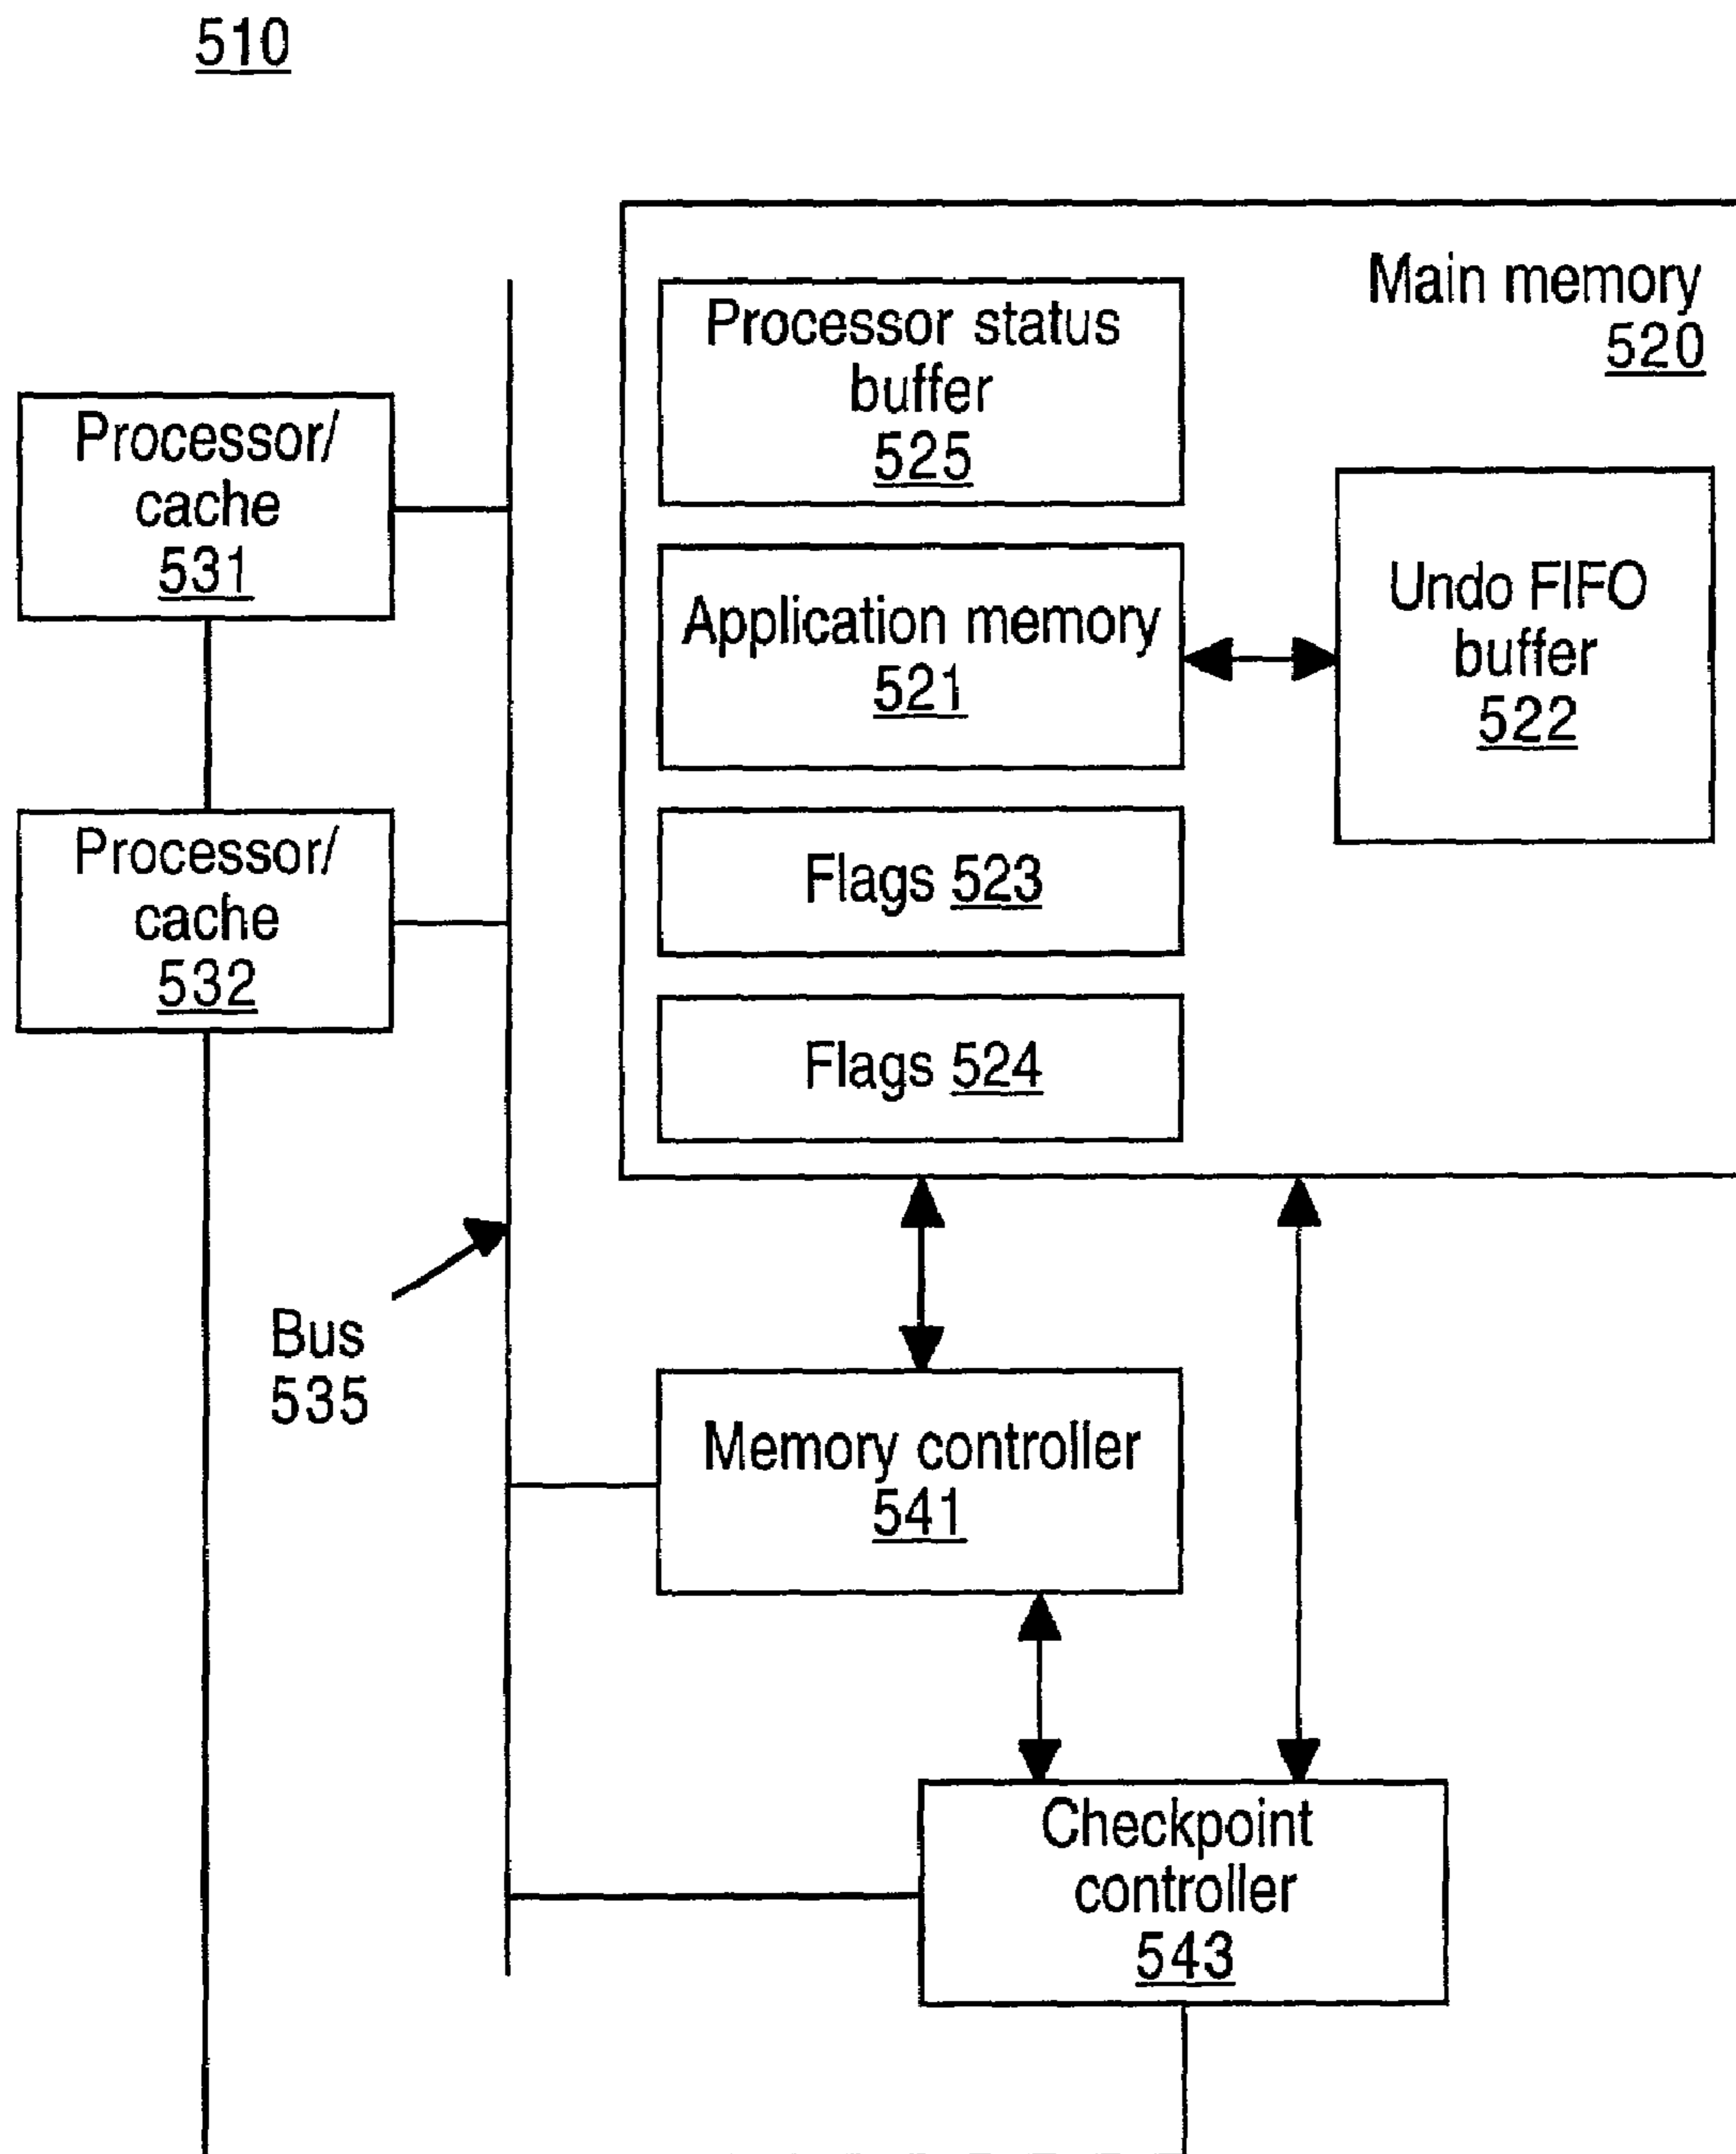 510
Main memory
520
Processor status
buffer
525
Processor/
cache
531
Application memory
521
Undo FIFO
buffer
522
Processor/
cache
532
Flags 523
Flags 524
Bus
535
Memory controller
541
Checkpoint
controller
543